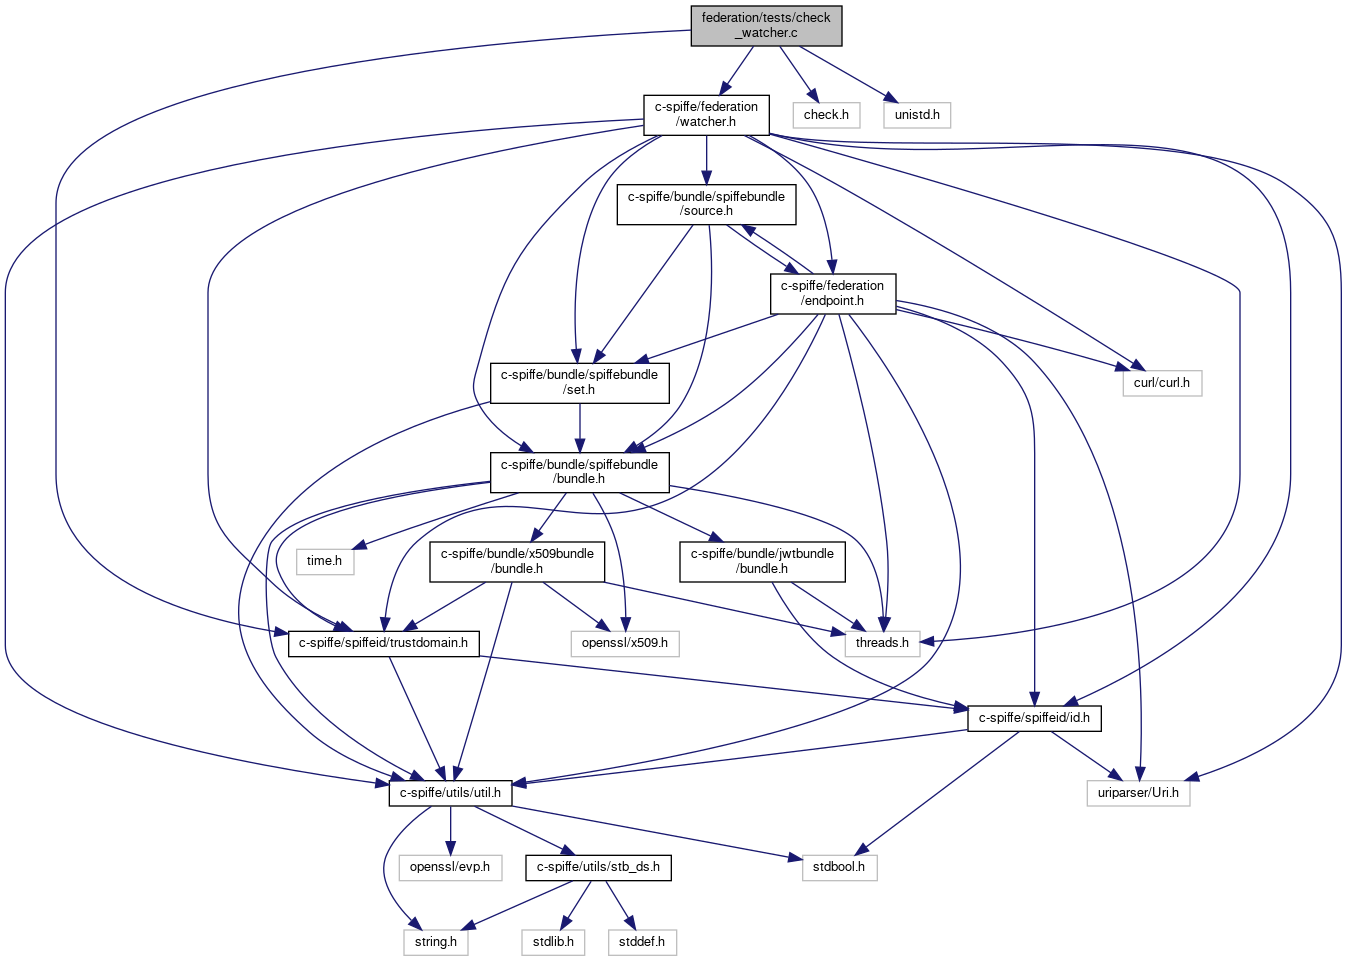 federation/tests/check
_watcher.c
c-spiffe/federation
/watcher.h
check.h
unistd.h
c-spiffe/bundle/spiffebundle
/source.h
c-spiffe/federation
/endpoint.h
c-spiffe/bundle/spiffebundle
/set.h
curl/curl.h
c-spiffe/bundle/spiffebundle
/bundle.h
time.h
c-spiffe/bundle/x509bundle
/bundle.h
c-spiffe/bundle/jwtbundle
/bundle.h
c-spiffe/spiffeid/trustdomain.h
openssl/x509.h
threads.h
c-spiffe/spiffeid/id.h
c-spiffe/utils/util.h
uriparser/Uri.h
openssl/evp.h
c-spiffe/utils/stb_ds.h
stdbool.h
string.h
stdlib.h
stddef.h